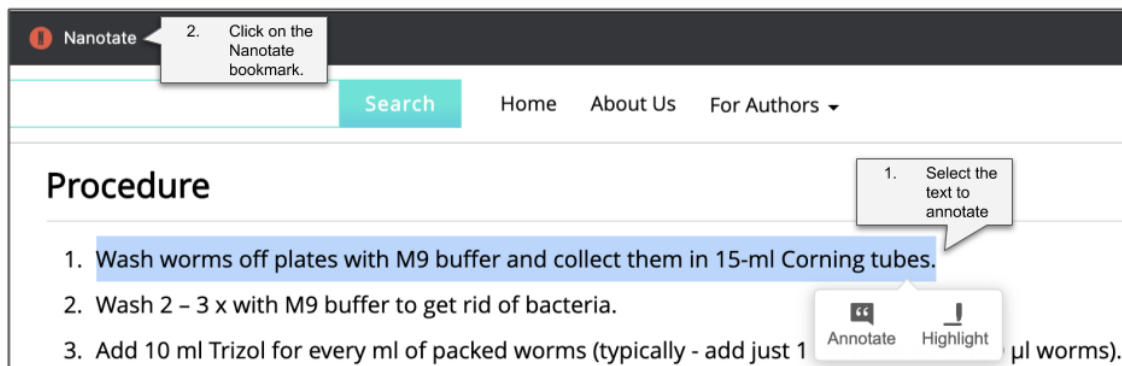 Nanotate
2. Click on the
Nanotate
bookmark.
Search
Home
About Us
For Authors
Procedure
1. Select the
text to
annotate
1. Wash worms off plates with M9 buffer and collect them in 15-ml Corning tubes.
2. Wash 2 – 3 x with M9 buffer to get rid of bacteria.
Annotate
Highlight
3. Add 10 ml Trizol for every ml of packed worms (typically - add just 1 µl worms).